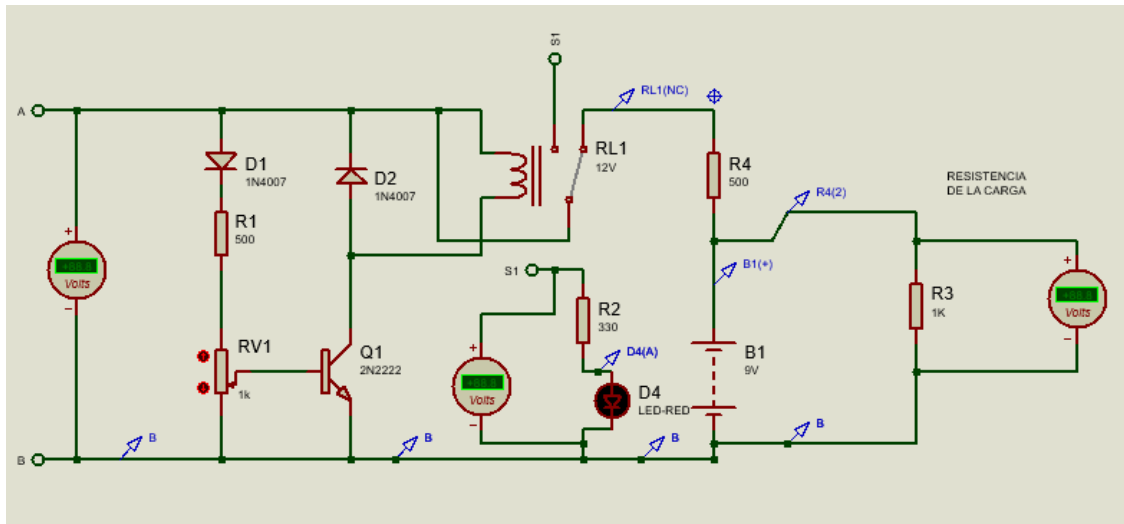 S1
A
RL1(NC)
D1
1N4007
D2
1N4007
RL1
12V
R4
500
RESISTENCIA
DE LA CARGA
R4(2)
R1
500
+
Volts
−
S1
B1(+)
+
Volts
−
R3
1K
R2
330
RV1
1k
Q1
2N2222
+
Volts
−
D4(A)
D4
LED-RED
B1
9V
B
B
B
B
B